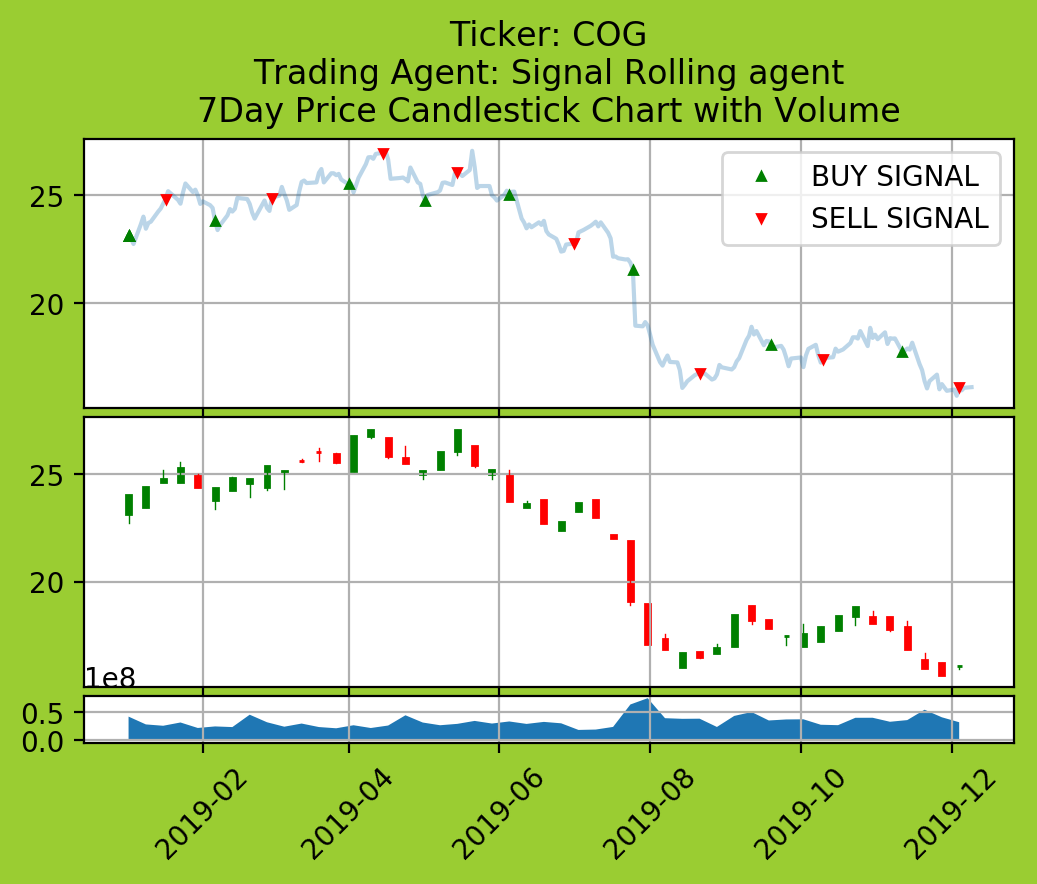 Ticker: COG
Trading Agent: Signal Rolling agent
7Day Price Candlestick Chart with Volume
BUY SIGNAL
SELL SIGNAL
25
20
25
20
1e8
0.5
0.0
2019-02
2019-04
2019-06
2019-08
2019-10
2019-12